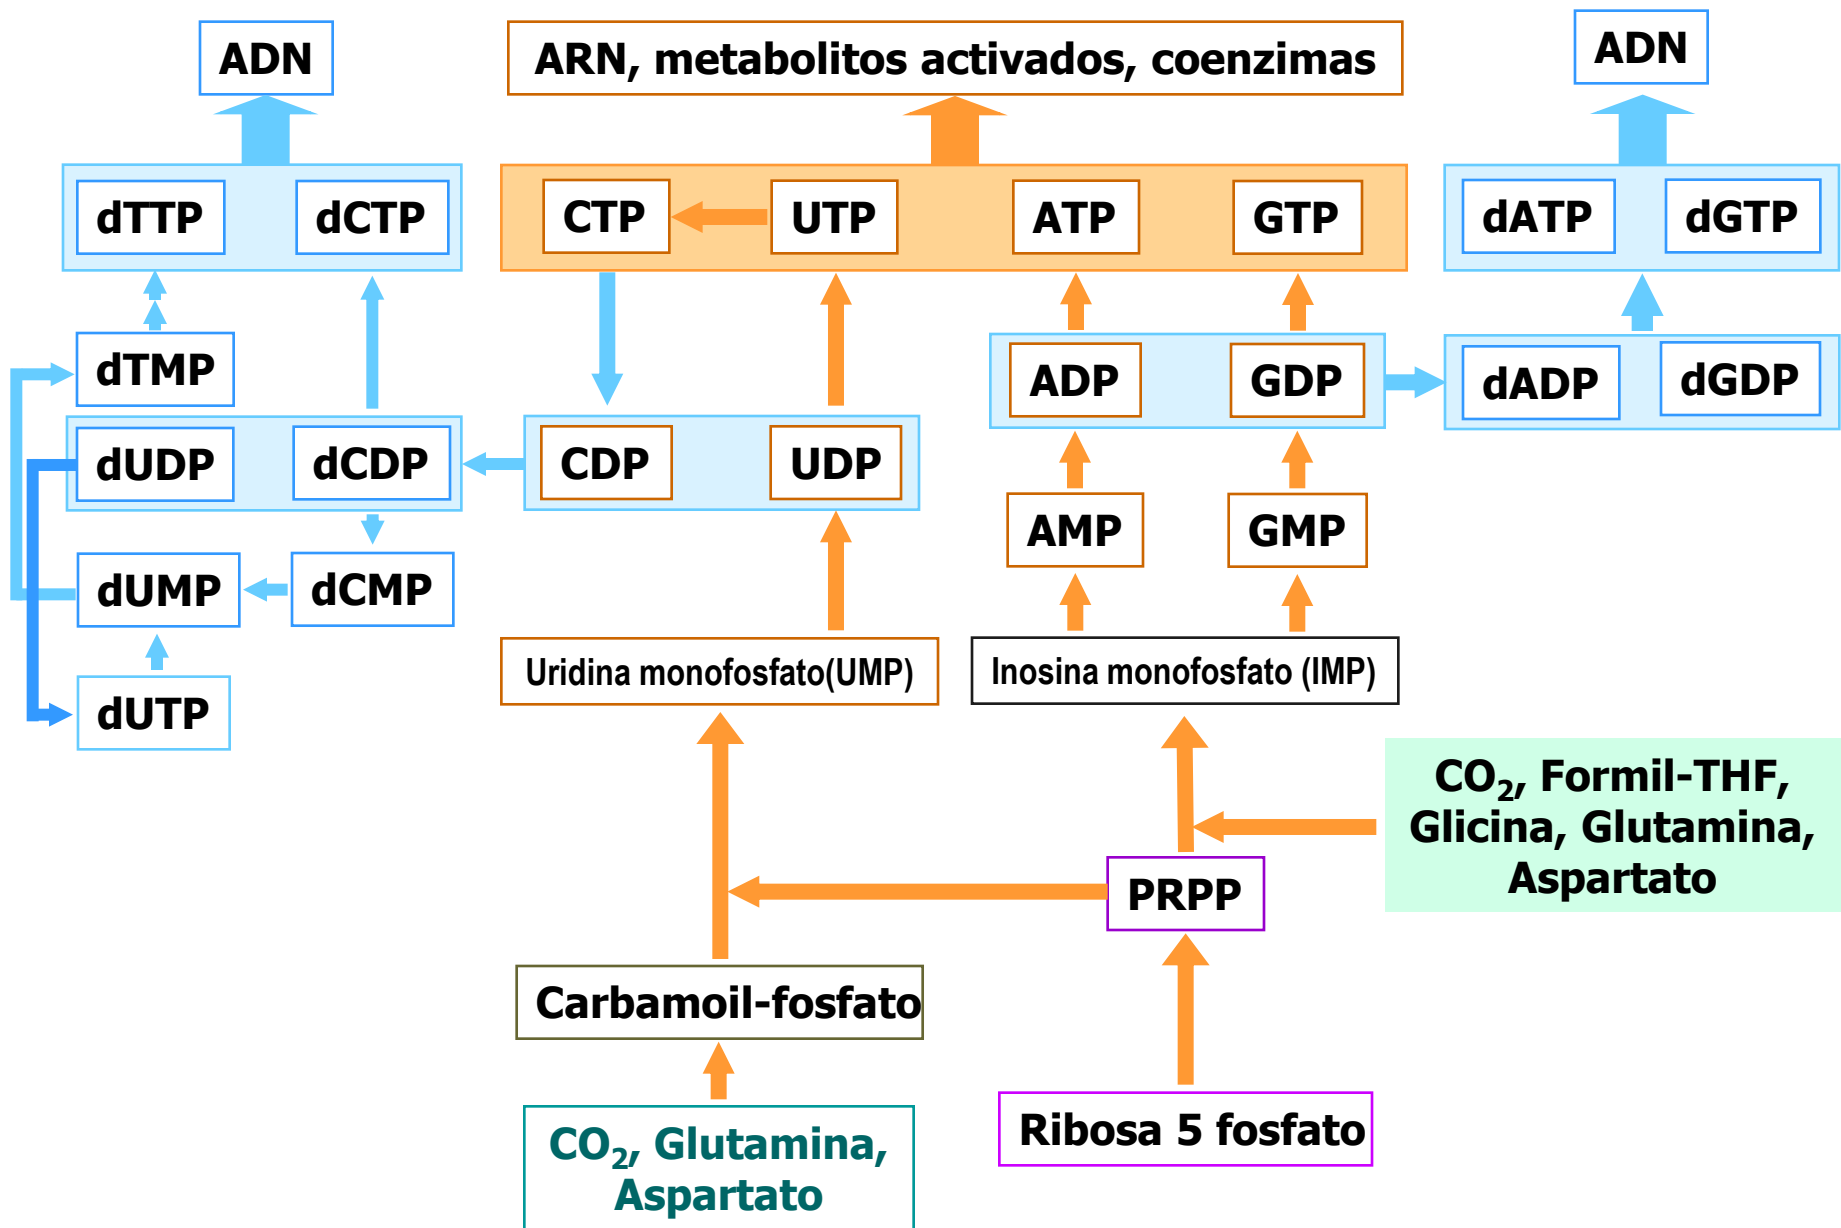 ADN
ARN, metabolitos activados, coenzimas
ADN
dTTP
dCTP
CTP
UTP
ATP
GTP
dATP
dGTP
dTMP
ADP
GDP
dADP
dGDP
dUDP
dCDP
CDP
UDP
AMP
GMP
dUMP
dCMP
Uridina monofosfato(UMP)
Inosina monofosfato (IMP)
dUTP
CO₂, Formil-THF,
Glicina, Glutamina,
Aspartato
PRPP
Carbamoil-fosfato
Ribosa 5 fosfato
CO₂, Glutamina,
Aspartato